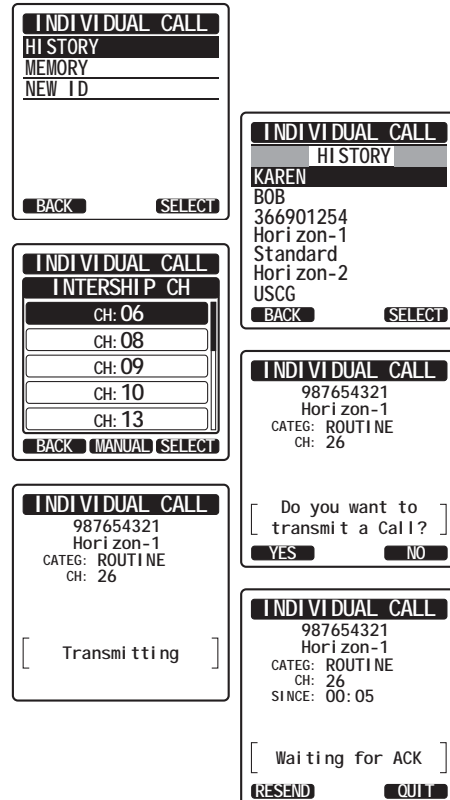 INDIVIDUAL CALL
HISTORY
MEMORY
NEW ID
BACK SELECT
INDIVIDUAL CALL
HISTORY
KAREN
BOB
366901254
Horizon-1
Standard
Horizon-2
USCG
BACK SELECT
INDIVIDUAL CALL
INTERSHIP CH
CH: 06
CH: 08
CH: 09
CH: 10
CH: 13
BACK MANUAL SELECT
INDIVIDUAL CALL
987654321
Horizon-1
CATEG: ROUTINE
CH: 26
Do you want to
transmit a Call?
YES NO
INDIVIDUAL CALL
987654321
Horizon-1
CATEG: ROUTINE
CH: 26
Transmitting
INDIVIDUAL CALL
987654321
Horizon-1
CATEG: ROUTINE
CH: 26
SINCE: 00:05
Waiting for ACK
RESEND QUIT